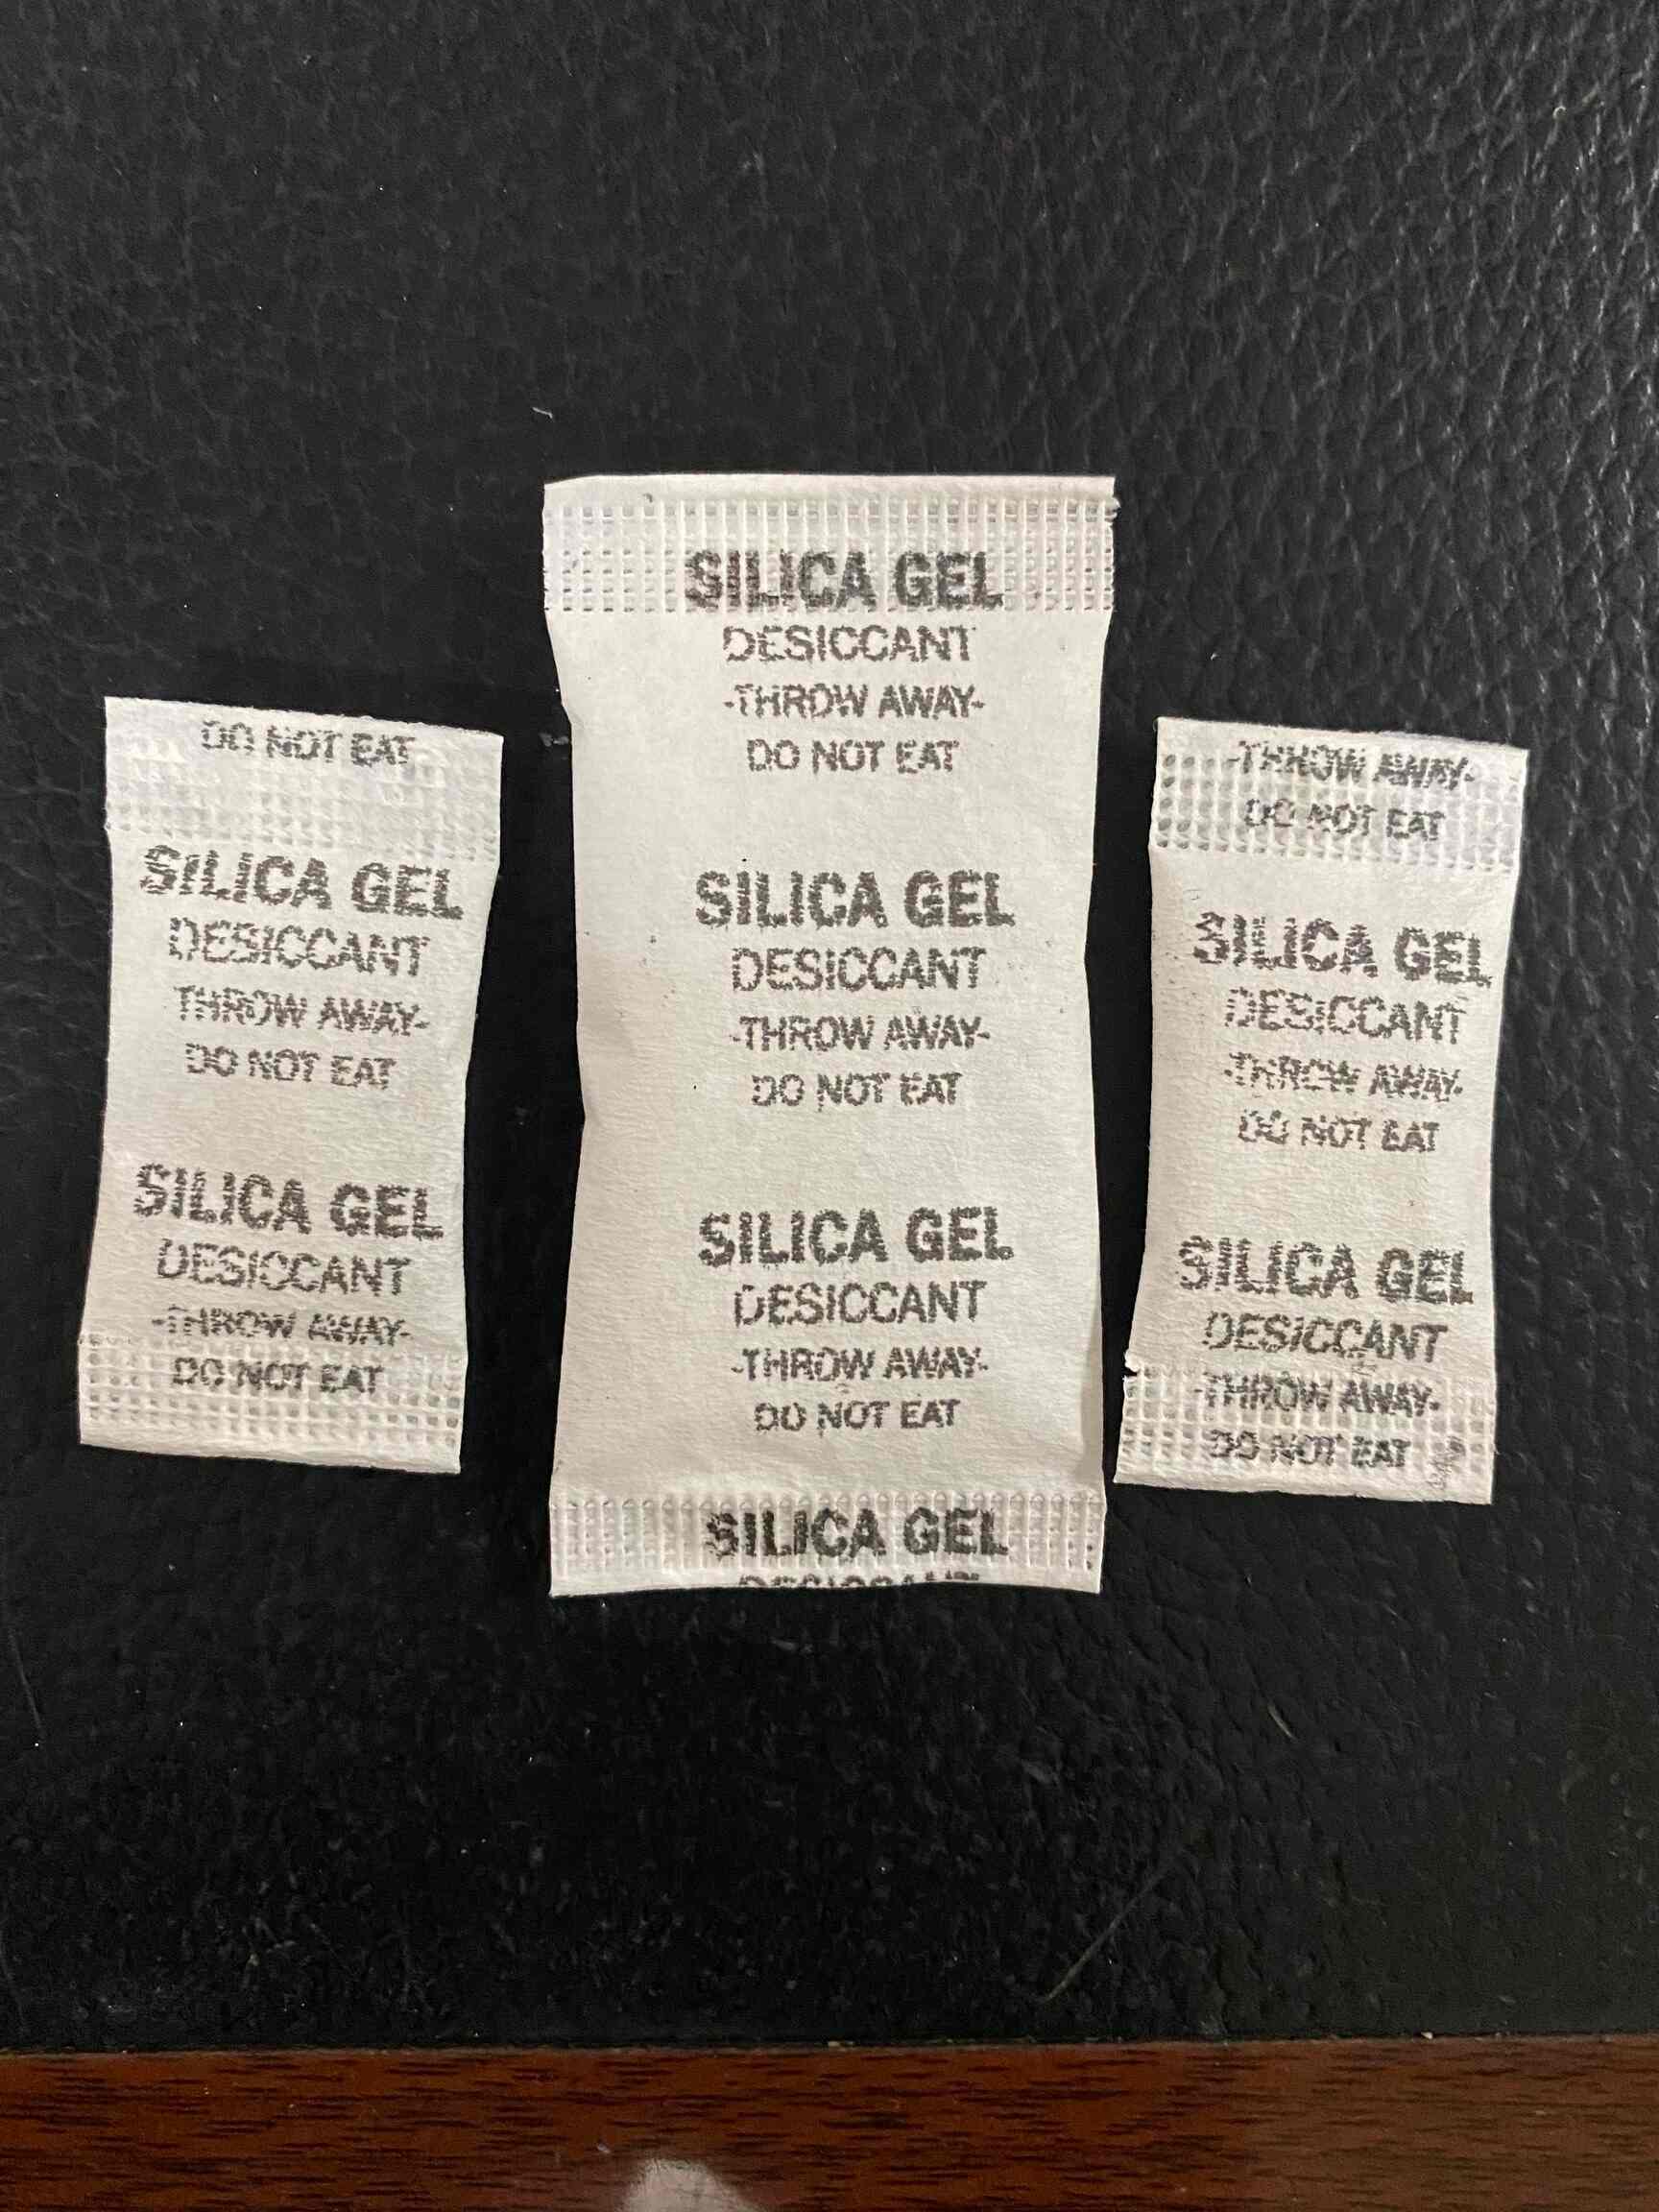 DO NOT EAT
SILICA GEL
DESICCANT
THROW AWAY-
DO NOT EAT
SILICA GEL
DESICCANT
-THROW AWAY-
DO NOT EAT
SILICA GEL
DESICCANT
-THROW AWAY-
DO NOT EAT
SILICA GEL
DESICCANT
-THROW AWAY-
DO NOT EAT
SILICA GEL
DESICCANT
-THROW AWAY-
DO NOT EAT
SILICA GEL
DESICCANT
-THROW AWAY-
DO NOT EAT
SILICA GEL
DESICCANT
-THROW AWAY-
DO NOT EAT
SILICA GEL
DESICCANT
-THROW AWAY-
DO NOT EAT